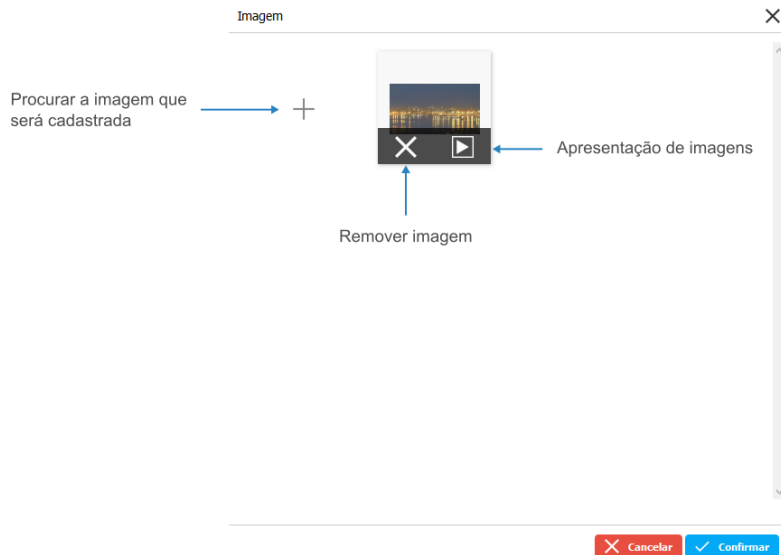 Imagem
Procurar a imagem que
será cadastrada
Apresentação de imagens
Remover imagem
Cancelar
Confirmar